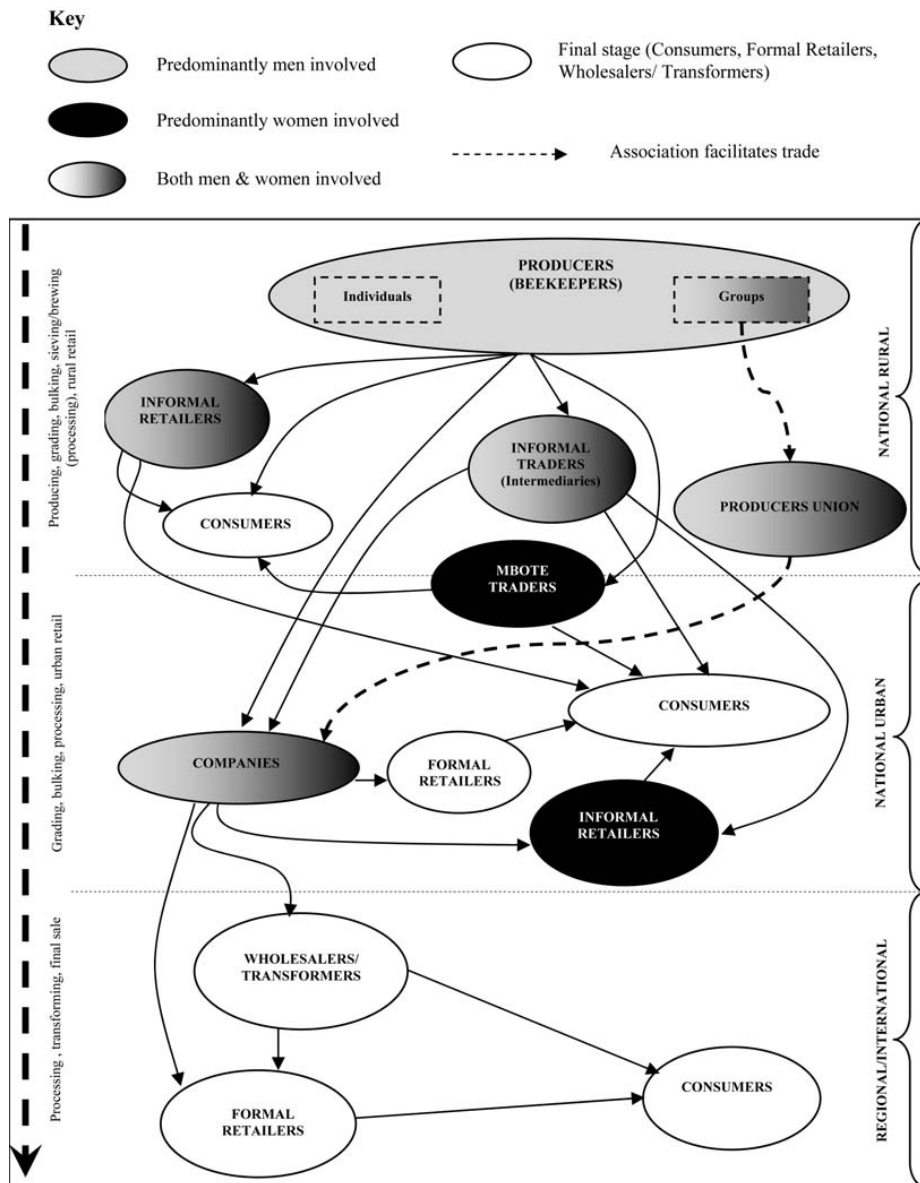 Key
Predominantly men involved
Predominantly women involved
Both men & women involved
Final stage (Consumers, Formal Retailers,
Wholesalers/ Transformers)
Association facilitates trade
Producing, grading, bulking, sieving/brewing
(processing), rural retail
PRODUCERS
(BEEKEEPERS)
Individuals
Groups
INFORMAL
RETAILERS
INFORMAL
TRADERS
(Intermediaries)
CONSUMERS
PRODUCERS UNION
MBOTE
TRADERS
NATIONAL RURAL
Grading, bulking, processing, urban retail
CONSUMERS
COMPANIES
FORMAL
RETAILERS
INFORMAL
RETAILERS
NATIONAL URBAN
Processing , transforming, final sale
WHOLESALERS/
TRANSFORMERS
CONSUMERS
FORMAL
RETAILERS
REGIONAL/INTERNATIONAL